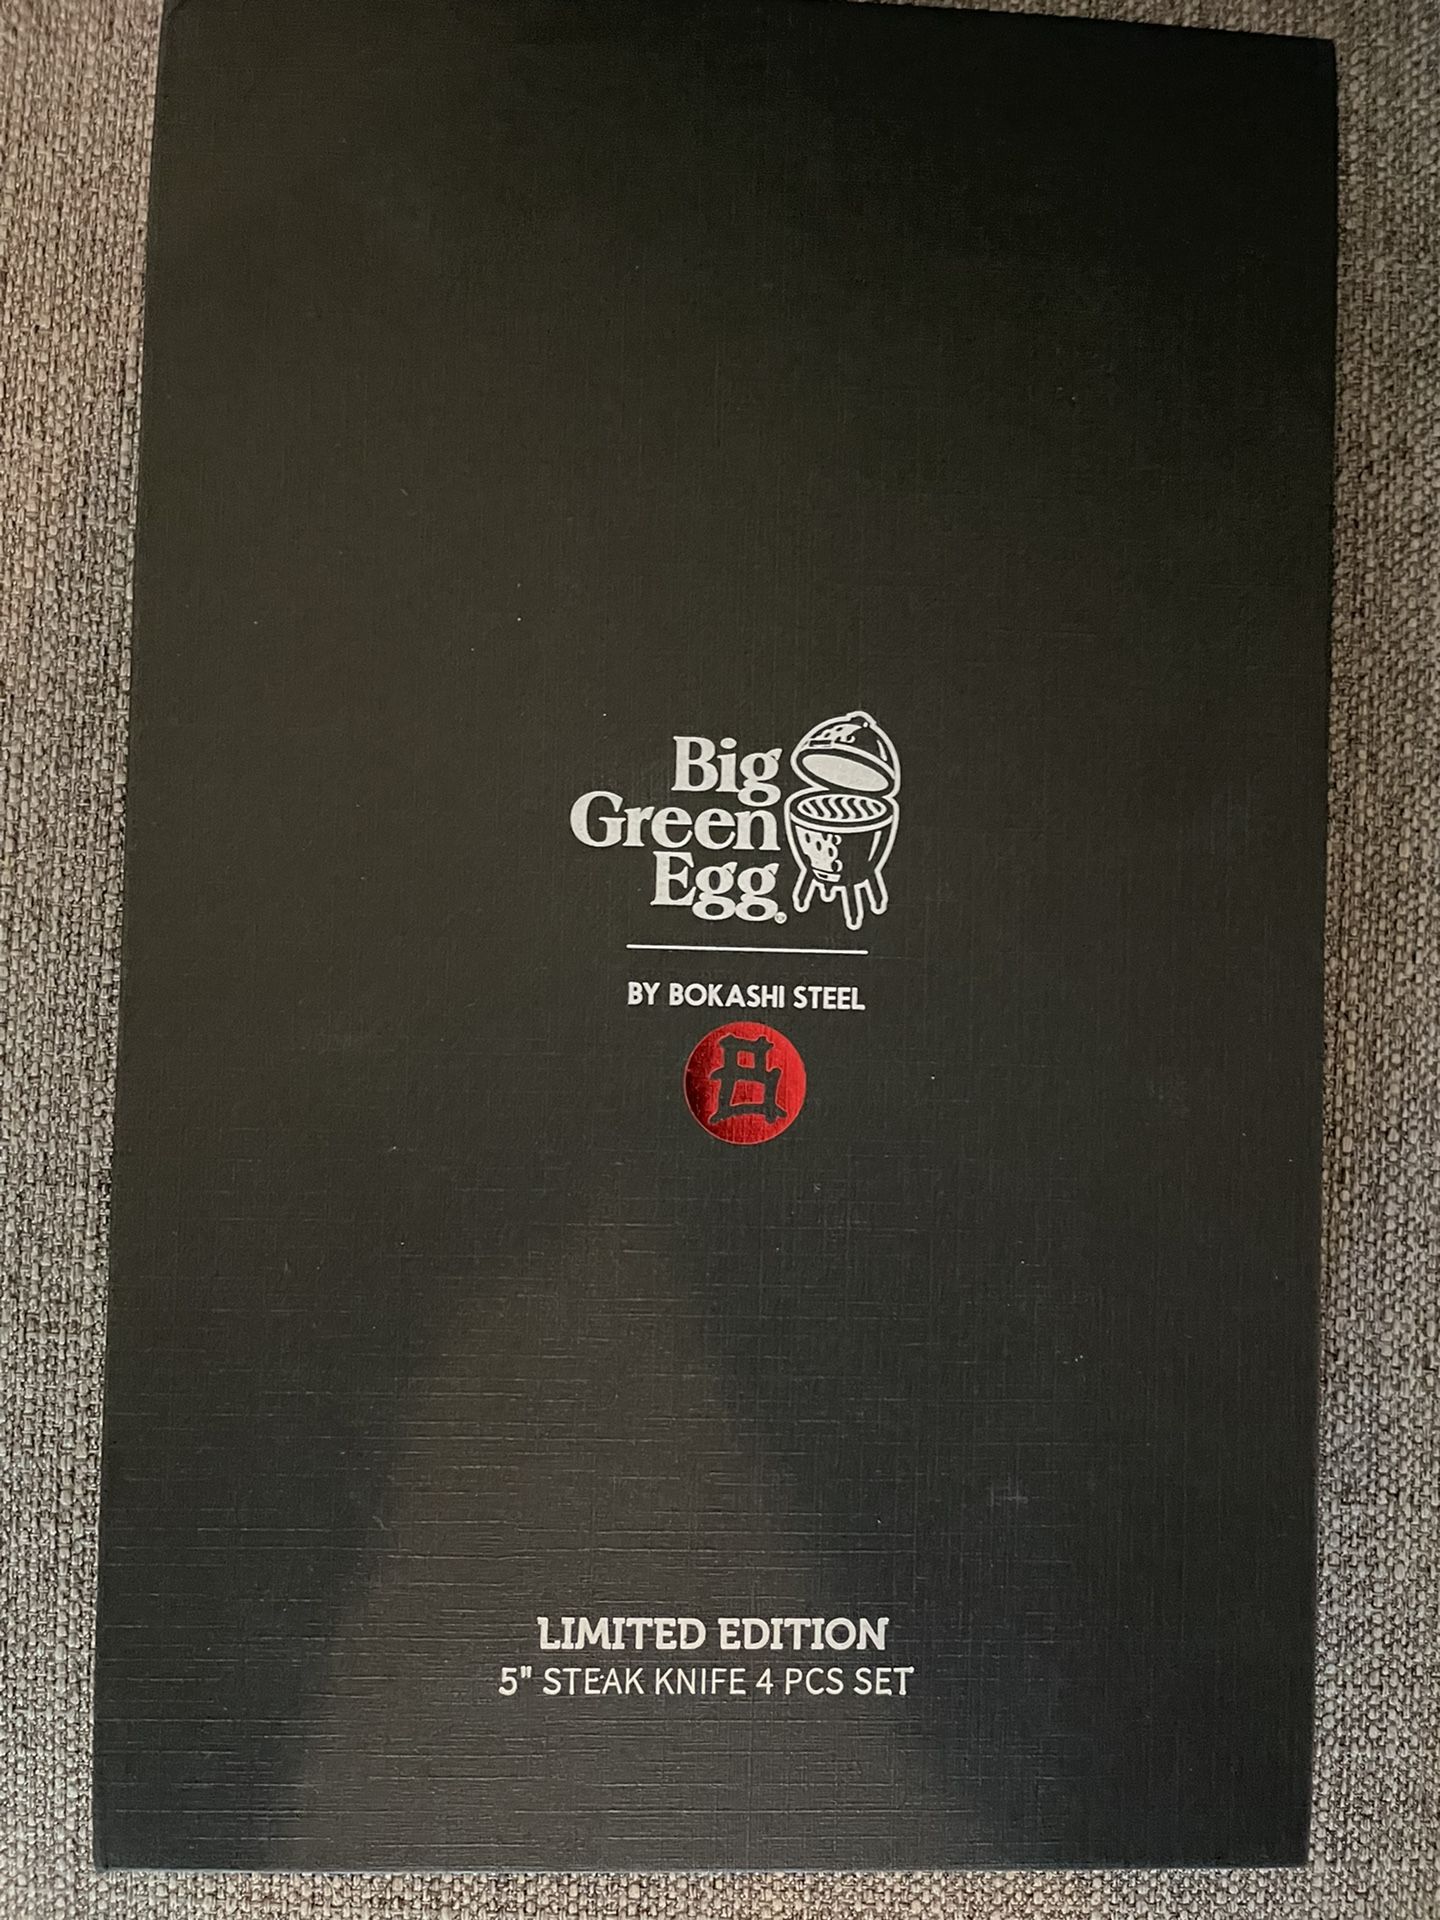 Big
Green
Egg®
BY BOKASHI STEEL
LIMITED EDITION
5" STEAK KNIFE 4 PCS SET